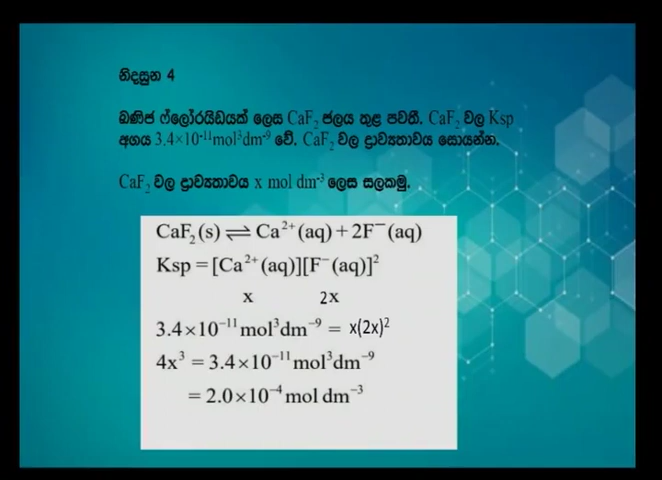 නිදසුන 4
ඛණිජ ෆ්ලෝරයිඩයක් ලෙස CaF₂ ජලය තුළ පවතී. CaF₂ වල Ksp
අගය 3.4×10⁻¹¹mol³dm⁻⁹ වේ. CaF₂ වල ද්‍රාව්‍යතාවය සොයන්න.
CaF₂ වල ද්‍රාව්‍යතාවය x mol dm⁻³ ලෙස සලකමු.
CaF₂(s) ⇌ Ca²⁺(aq) + 2F⁻(aq)
Ksp = [Ca²⁺(aq)][F⁻(aq)]²
x 2x
3.4×10⁻¹¹mol³dm⁻⁹ = x(2x)²
4x³ = 3.4×10⁻¹¹mol³dm⁻⁹
= 2.0×10⁻⁴mol dm⁻³